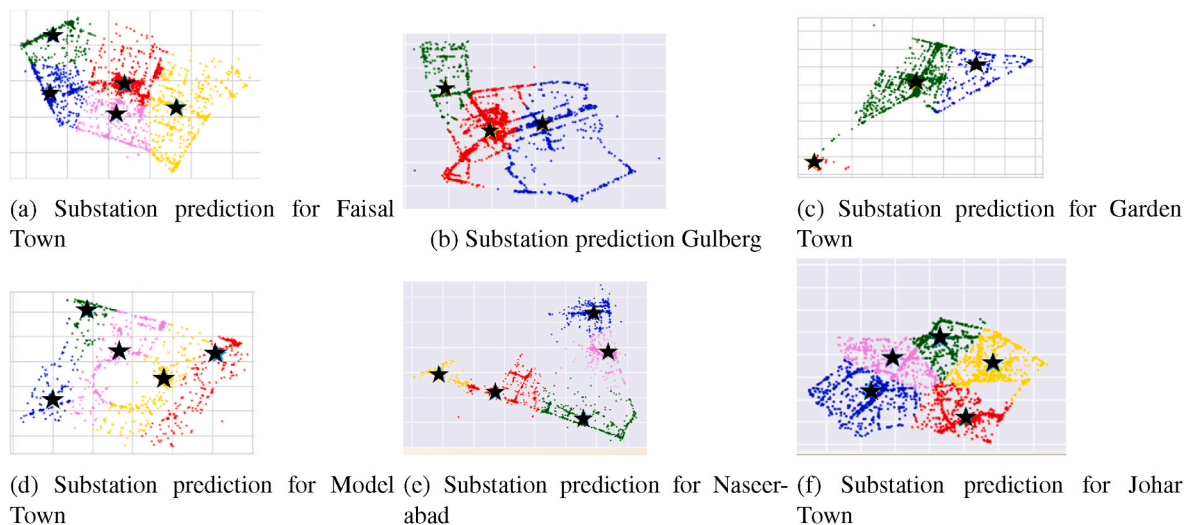 (a) Substation prediction for Faisal
Town
(b) Substation prediction Gulberg
(c) Substation prediction for Garden
Town
(d) Substation prediction for Model
Town
(e) Substation prediction for Naseer-
abad
(f) Substation prediction for Johar
Town